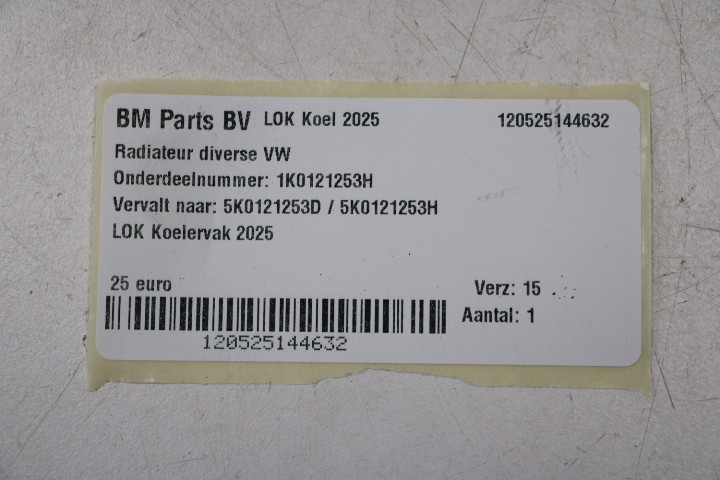 BM Parts BV LOK Koel 2025 120525144632
Radiateur diverse VW
Onderdeelnummer: 1K0121253H
Vervalt naar: 5K0121253D / 5K0121253H
LOK Koelervak 2025
25 euro Verz: 15
Aantal: 1
120525144632